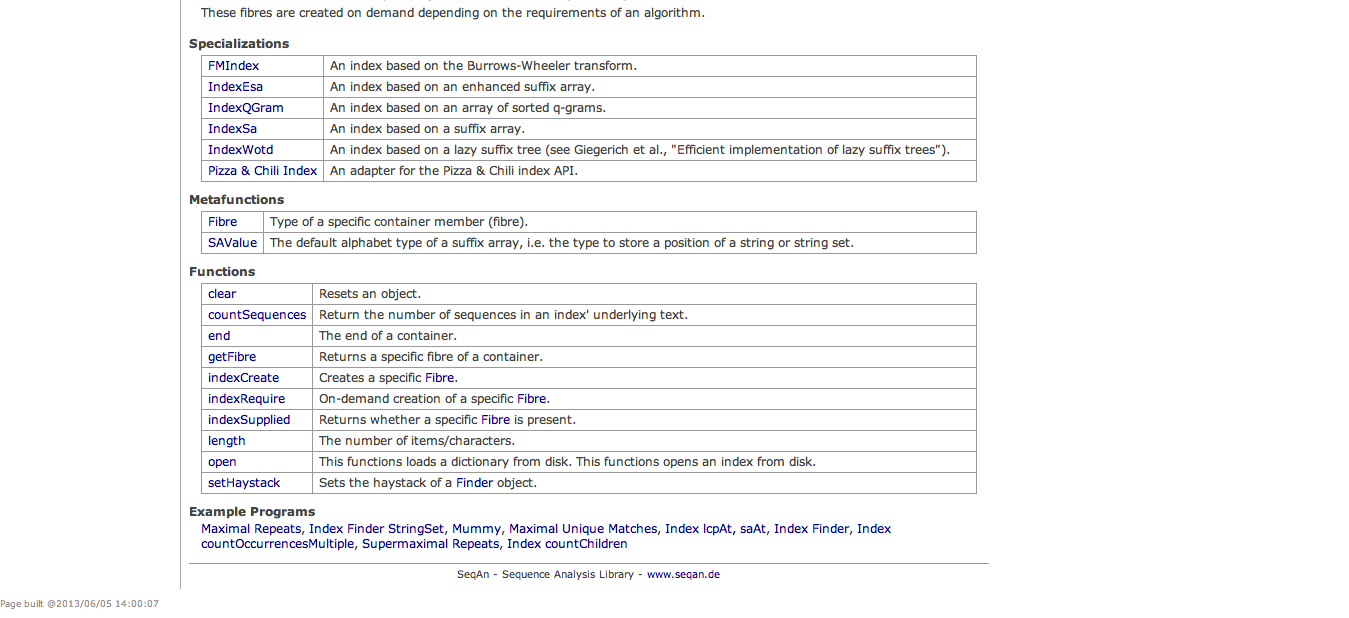 These fibres are created on demand depending on the requirements of an algorithm.
Specializations
FMIndex An index based on the Burrows-Wheeler transform.
IndexEsa An index based on an enhanced suffix array.
IndexQGram An index based on an array of sorted q-grams.
IndexSa An index based on a suffix array.
IndexWotd An index based on a lazy suffix tree (see Giegerich et al., "Efficient implementation of lazy suffix trees").
Pizza & Chili Index An adapter for the Pizza & Chili index API.
Metafunctions
Fibre Type of a specific container member (fibre).
SAValue The default alphabet type of a suffix array, i.e. the type to store a position of a string or string set.
Functions
clear Resets an object.
countSequences Return the number of sequences in an index' underlying text.
end The end of a container.
getFibre Returns a specific fibre of a container.
indexCreate Creates a specific Fibre.
indexRequire On-demand creation of a specific Fibre.
indexSupplied Returns whether a specific Fibre is present.
length The number of items/characters.
open This functions loads a dictionary from disk. This functions opens an index from disk.
setHaystack Sets the haystack of a Finder object.
Example Programs
Maximal Repeats, Index Finder StringSet, Mummy, Maximal Unique Matches, Index lcpAt, saAt, Index Finder, Index
countOccurrencesMultiple, Supermaximal Repeats, Index countChildren
SeqAn - Sequence Analysis Library - www.seqan.de
Page built @2013/06/05 14:00:07